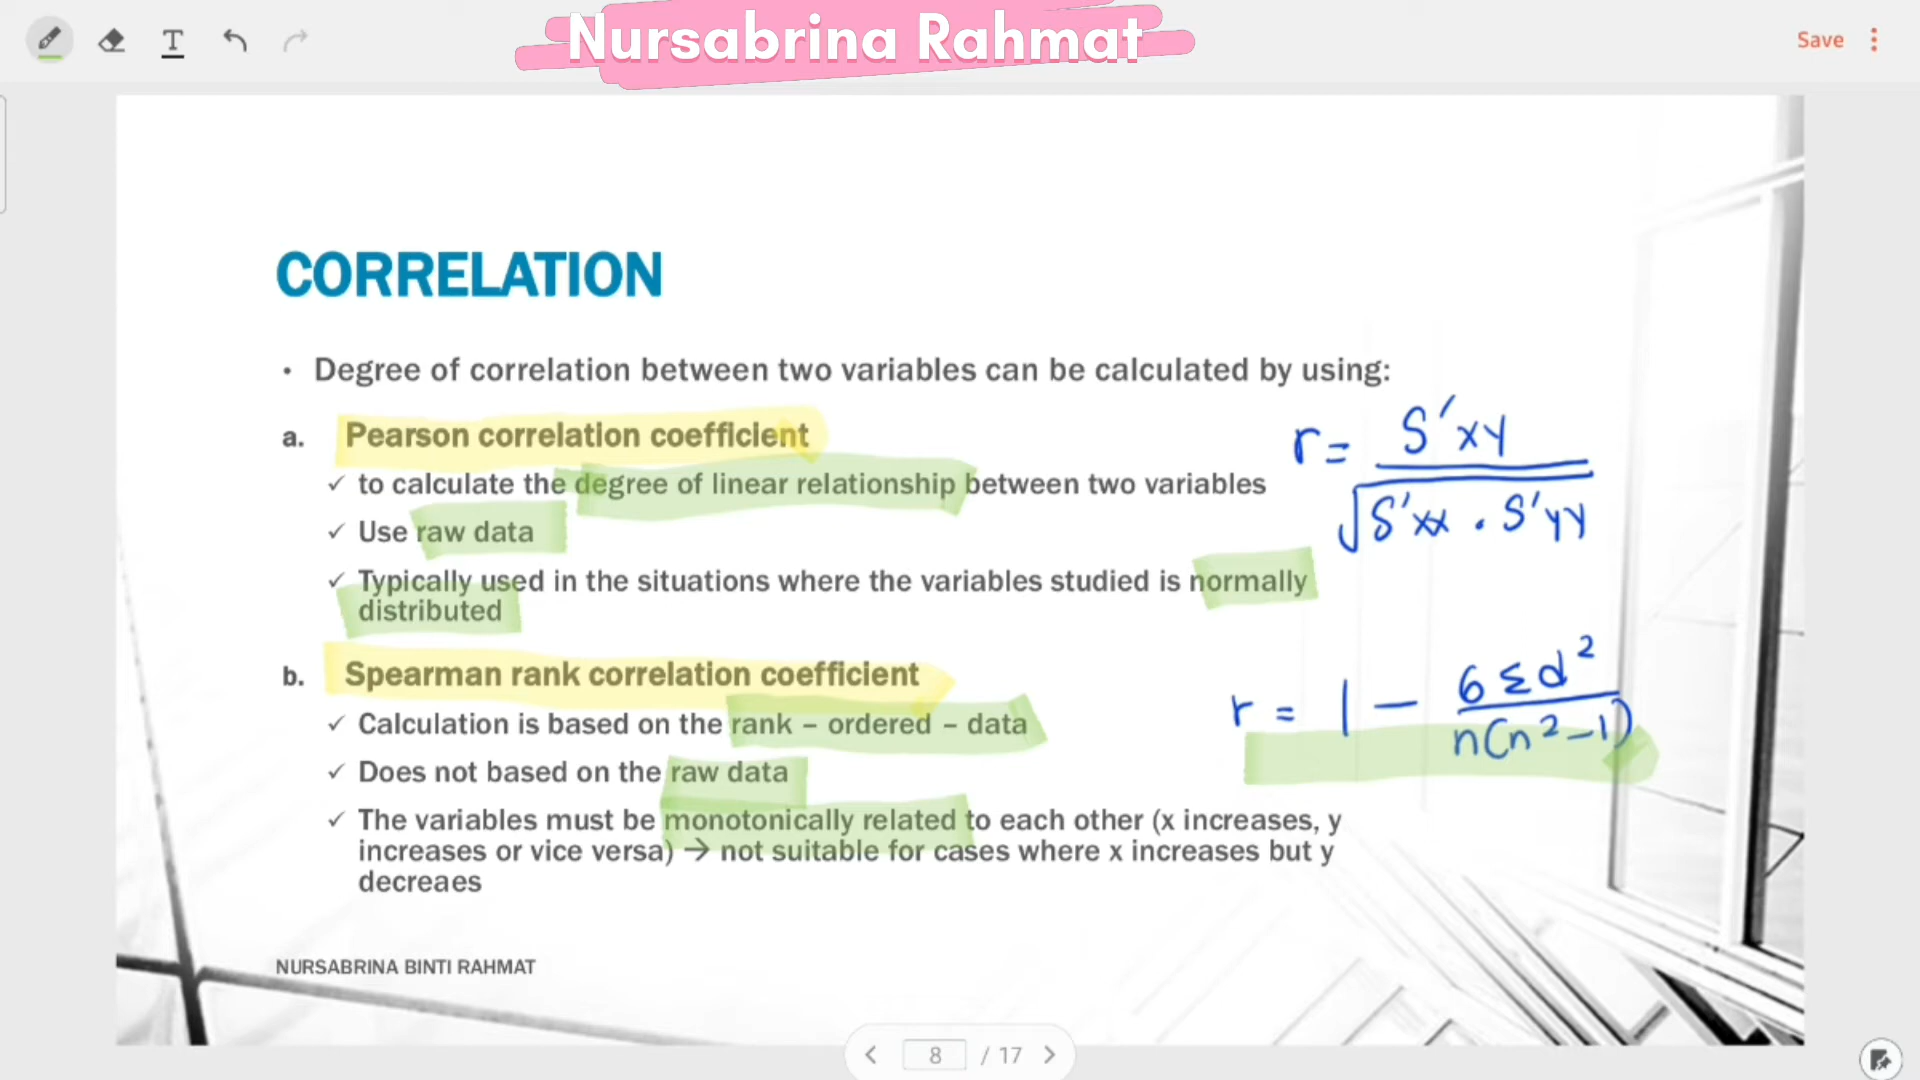 T
Nursabrina Rahmat
Save
CORRELATION
• Degree of correlation between two variables can be calculated by using:
a. Pearson correlation coefficient
✓ to calculate the degree of linear relationship between two variables
✓ Use raw data
✓ Typically used in the situations where the variables studied is normally
distributed
r = S'xy / √S'xx . S'yy
b. Spearman rank correlation coefficient
✓ Calculation is based on the rank – ordered – data
✓ Does not based on the raw data
✓ The variables must be monotonically related to each other (x increases, y
increases or vice versa) → not suitable for cases where x increases but y
decreaes
r = 1 − 6Σd² / n(n²−1)
NURSABRINA BINTI RAHMAT
8 / 17